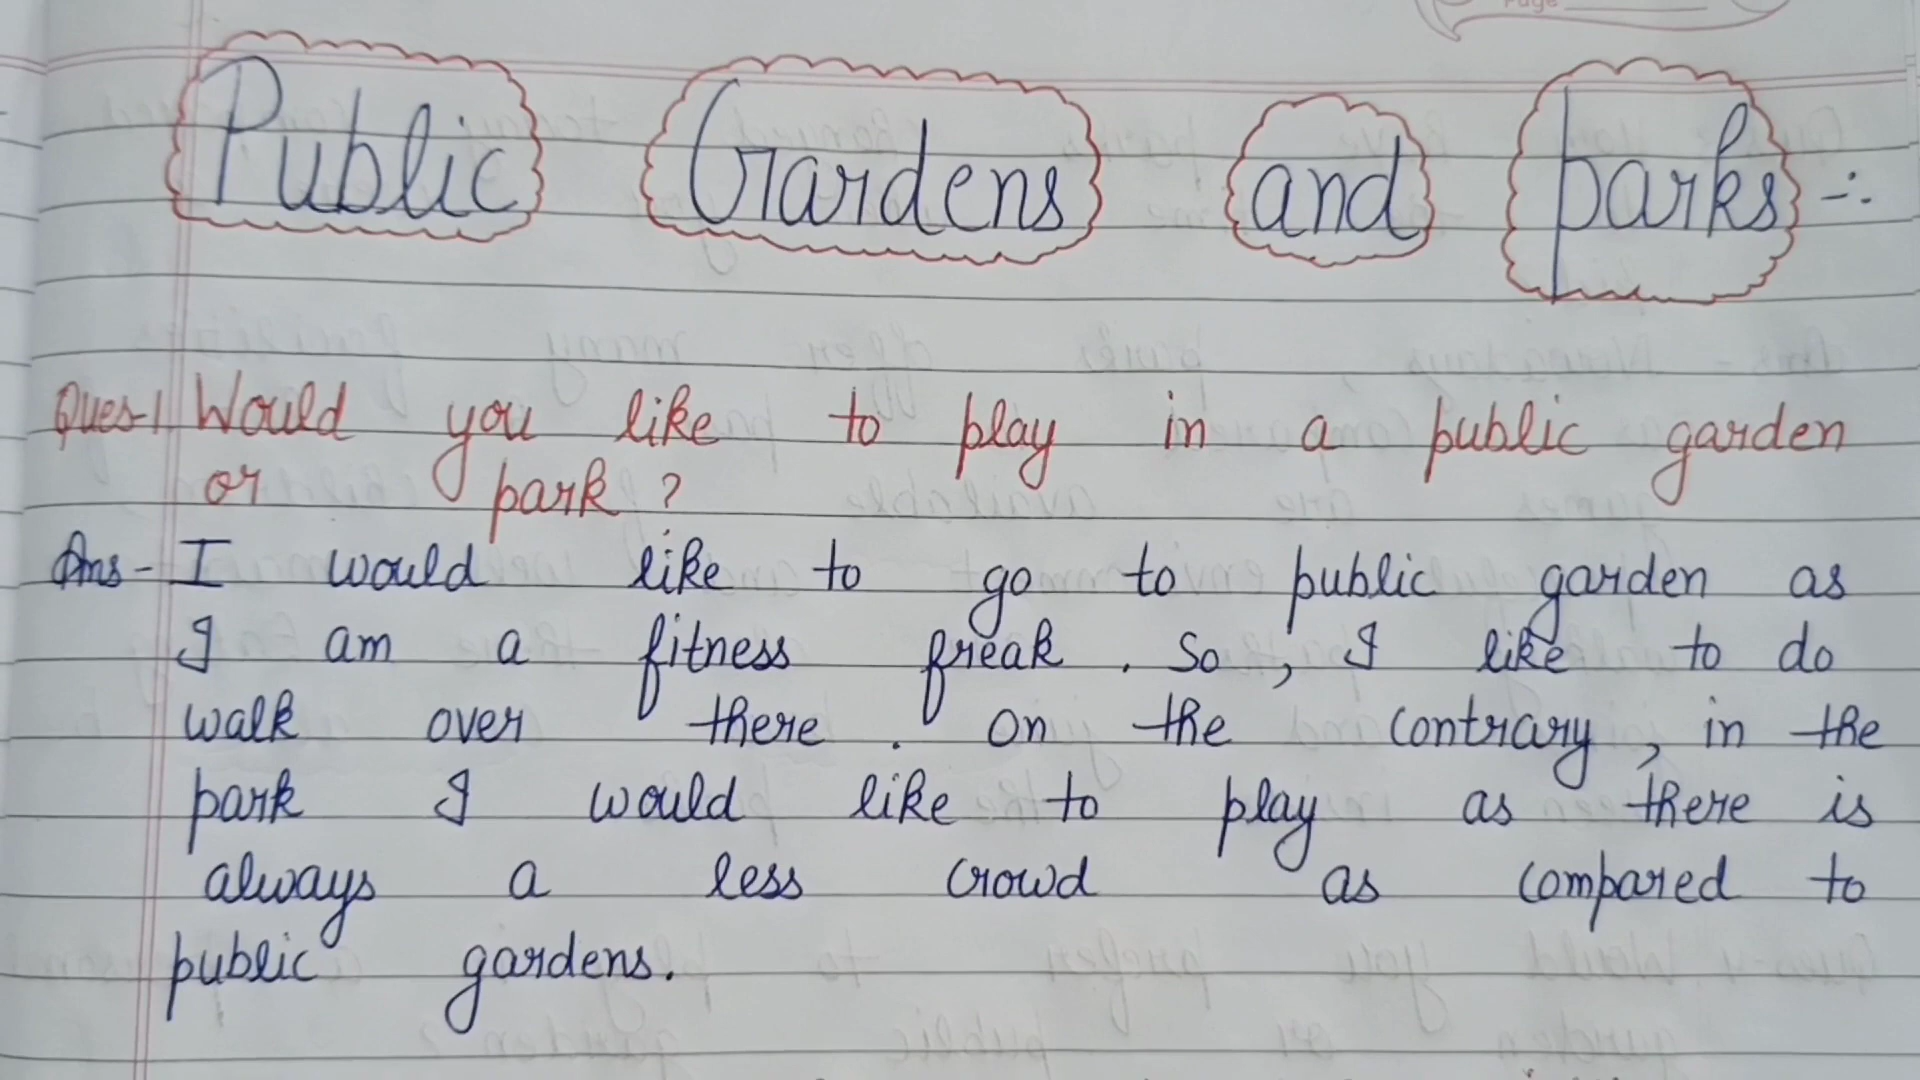 Page
Public Gardens and parks -:
Ques-1 Would you like to play in a public garden
or park ?
Ans - I would like to go to public garden as
I am a fitness freak . So , I like to do
walk over there . On the contrary , in the
park I would like to play as there is
always a less crowd as compared to
public gardens.